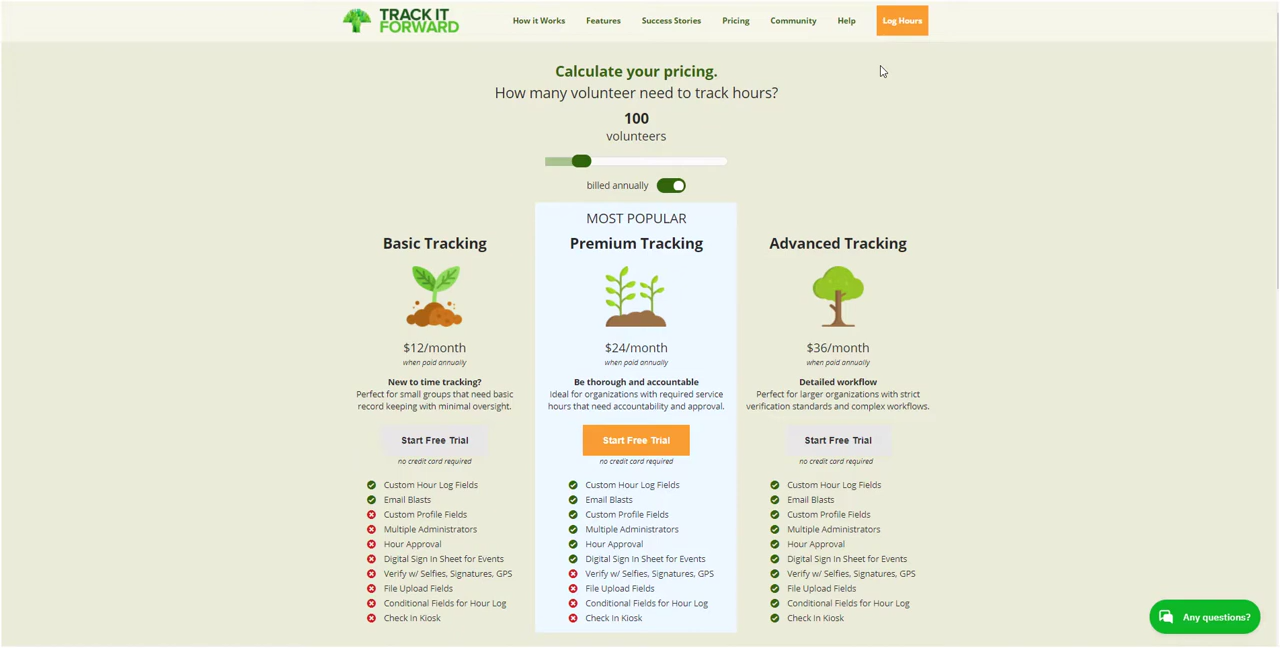 TRACK IT
FORWARD
How it Works Features Success Stories Pricing Community Help Log Hours
Calculate your pricing.
How many volunteer need to track hours?
100
volunteers
billed annually
MOST POPULAR
Basic Tracking
$12/month
when paid annually
New to time tracking?
Perfect for small groups that need basic
record keeping with minimal oversight.
Start Free Trial
no credit card required
Custom Hour Log Fields
Email Blasts
Custom Profile Fields
Multiple Administrators
Hour Approval
Digital Sign In Sheet for Events
Verify w/ Selfies, Signatures, GPS
File Upload Fields
Conditional Fields for Hour Log
Check In Kiosk
Premium Tracking
$24/month
when paid annually
Be thorough and accountable
Ideal for organizations with required service
hours that need accountability and approval.
Start Free Trial
no credit card required
Custom Hour Log Fields
Email Blasts
Custom Profile Fields
Multiple Administrators
Hour Approval
Digital Sign In Sheet for Events
Verify w/ Selfies, Signatures, GPS
File Upload Fields
Conditional Fields for Hour Log
Check In Kiosk
Advanced Tracking
$36/month
when paid annually
Detailed workflow
Perfect for larger organizations with strict
verification standards and complex workflows.
Start Free Trial
no credit card required
Custom Hour Log Fields
Email Blasts
Custom Profile Fields
Multiple Administrators
Hour Approval
Digital Sign In Sheet for Events
Verify w/ Selfies, Signatures, GPS
File Upload Fields
Conditional Fields for Hour Log
Check In Kiosk
Any questions?